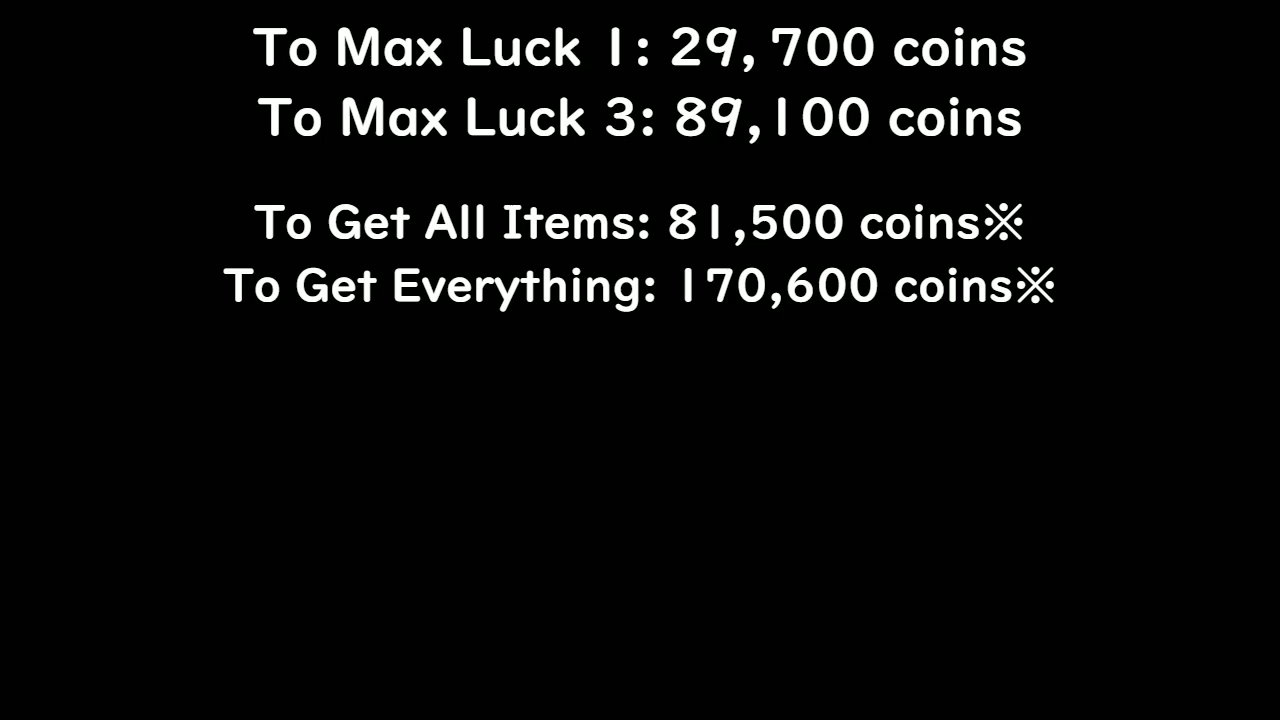 To Max Luck 1: 29,700 coins
To Max Luck 3: 89,100 coins
To Get All Items: 81,500 coins※
To Get Everything: 170,600 coins※